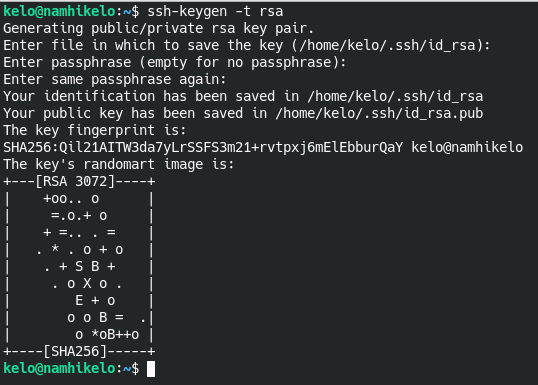 kelo@namhikelo:~$ ssh-keygen -t rsa
Generating public/private rsa key pair.
Enter file in which to save the key (/home/kelo/.ssh/id_rsa):
Enter passphrase (empty for no passphrase):
Enter same passphrase again:
Your identification has been saved in /home/kelo/.ssh/id_rsa
Your public key has been saved in /home/kelo/.ssh/id_rsa.pub
The key fingerprint is:
SHA256:Qil21AITW3da7yLrSSFS3m21+rvtpxj6mElEbburQaY kelo@namhikelo
The key's randomart image is:
+---[RSA 3072]----+
|    +oo.. o      |
|     =.o.+ o     |
|    + =.. . =    |
|   . * . o + o   |
|    . + S B +    |
|     . o X o .   |
|        E + o    |
|       o o B =  .|
|        o *oB++o |
+----[SHA256]-----+
kelo@namhikelo:~$